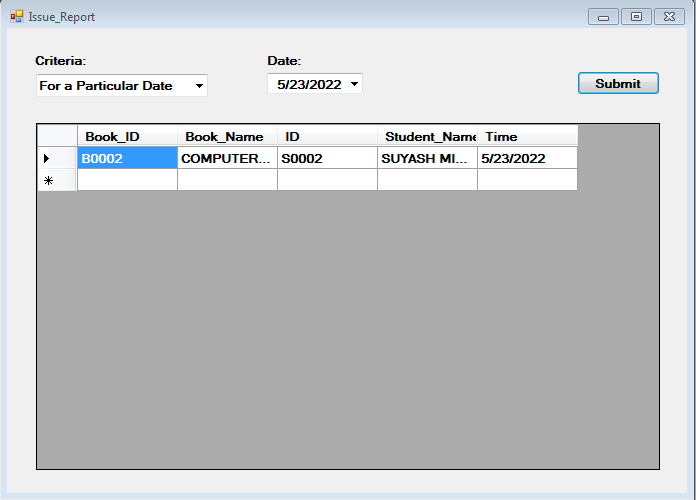 Issue_Report
Criteria: Date:
For a Particular Date 5/23/2022 Submit
Book_ID Book_Name ID Student_Name Time
B0002 COMPUTER... S0002 SUYASH MI... 5/23/2022